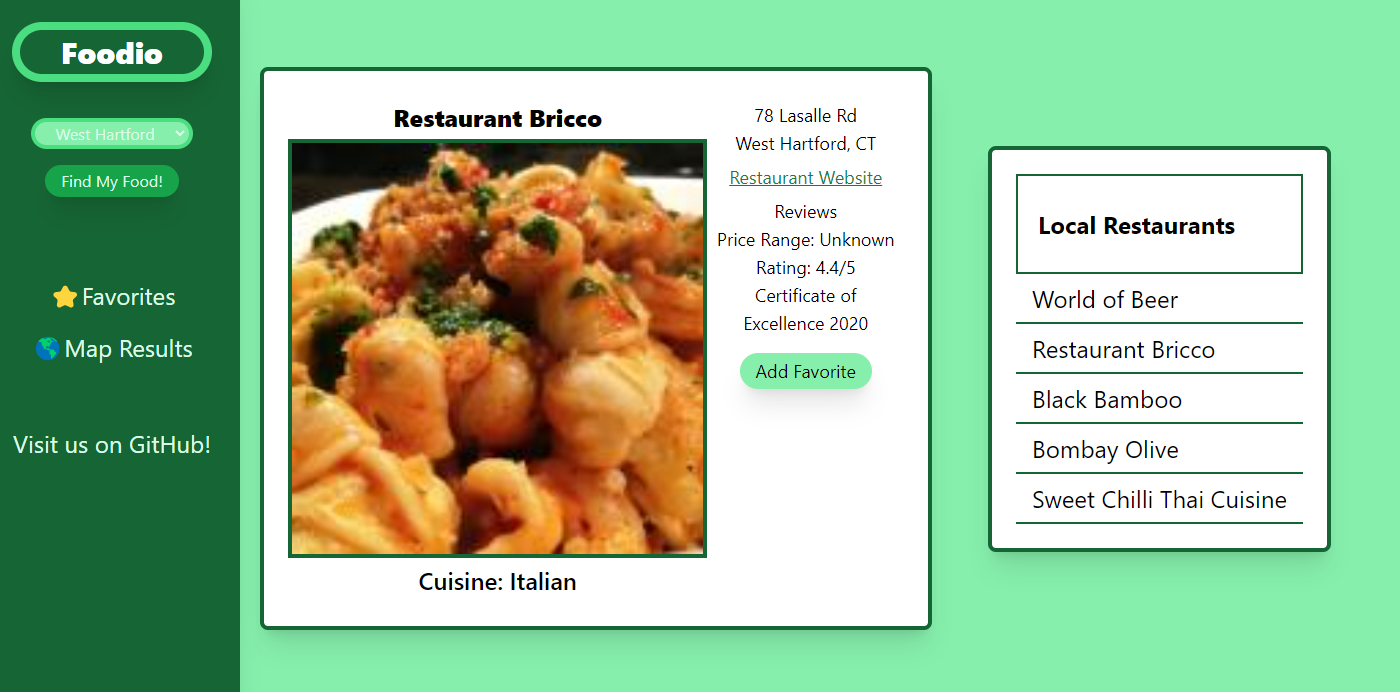 Foodio
West Hartford
Find My Food!
Favorites
Map Results
Visit us on GitHub!
Restaurant Bricco
Cuisine: Italian
78 Lasalle Rd
West Hartford, CT
Restaurant Website
Reviews
Price Range: Unknown
Rating: 4.4/5
Certificate of
Excellence 2020
Add Favorite
Local Restaurants
World of Beer
Restaurant Bricco
Black Bamboo
Bombay Olive
Sweet Chilli Thai Cuisine